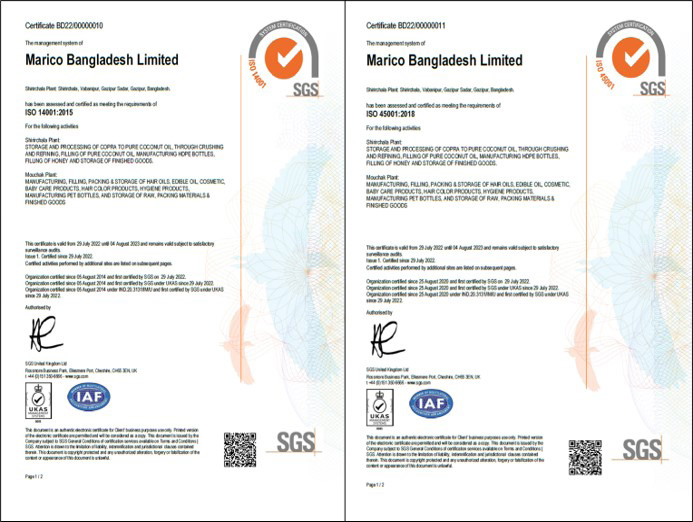 Certificate BD22/00000010
The management system of
Marico Bangladesh Limited
Shirirchala Plant: Shirirchala, Vabanipur, Gazipur Sadar, Gazipur, Bangladesh.
has been assessed and certified as meeting the requirements of
ISO 14001:2015
For the following activities
Shirirchala Plant:
STORAGE AND PROCESSING OF COPRA TO PURE COCONUT OIL, THROUGH CRUSHING
AND REFINING, FILLING OF PURE COCONUT OIL, MANUFACTURING HDPE BOTTLES,
FILLING OF HONEY AND STORAGE OF FINISHED GOODS.
Mouchak Plant:
MANUFACTURING, FILLING, PACKING & STORAGE OF HAIR OILS, EDIBLE OIL, COSMETIC,
BABY CARE PRODUCTS, HAIR COLOR PRODUCTS, HYGIENE PRODUCTS,
MANUFACTURING PET BOTTLES, AND STORAGE OF RAW, PACKING MATERIALS &
FINISHED GOODS
This certificate is valid from 29 July 2022 until 04 August 2023 and remains valid subject to satisfactory
surveillance audits.
Issue 1. Certified since 29 July 2022.
Certified activities performed by additional sites are listed on subsequent pages.
Organization certified since 05 August 2014 and first certified by SGS on 29 July 2022.
Organization certified since 05 August 2014 and first certified by SGS under UKAS since 29 July 2022.
Organization certified since 05 August 2014 under and first certified by SGS under UKAS
since 29 July 2022.
Authorised by
SGS United Kingdom Ltd
Rossmore Business Park, Ellesmere Port, Cheshire, CH65 3EN, UK
t +44 (0)151 350-6666 - www.sgs.com
UKAS
MANAGEMENT
SYSTEMS
IAF
This document is an authentic electronic certificate for Client' business purposes use only. Printed version
of the electronic certificate are permitted and will be considered as a copy. This document is issued by the
Company subject to SGS General Conditions of certification services available on Terms and Conditions |
SGS. Attention is drawn to the limitation of liability, indemnification and jurisdictional clauses contained
therein. This document is copyright protected and any unauthorized alteration, forgery or falsification of the
content or appearance of this document is unlawful.
Page 1 / 2
SYSTEM CERTIFICATION
ISO 14001
SGS
SGS
Certificate BD22/00000011
The management system of
Marico Bangladesh Limited
Shirirchala Plant: Shirirchala, Vabanipur, Gazipur Sadar, Gazipur, Bangladesh.
has been assessed and certified as meeting the requirements of
ISO 45001:2018
For the following activities
Shirirchala Plant:
STORAGE AND PROCESSING OF COPRA TO PURE COCONUT OIL, THROUGH CRUSHING
AND REFINING, FILLING OF PURE COCONUT OIL, MANUFACTURING HDPE BOTTLES,
FILLING OF HONEY AND STORAGE OF FINISHED GOODS.
Mouchak Plant:
MANUFACTURING, FILLING, PACKING & STORAGE OF HAIR OILS, EDIBLE OIL, COSMETIC,
BABY CARE PRODUCTS, HAIR COLOR PRODUCTS, HYGIENE PRODUCTS,
MANUFACTURING PET BOTTLES, AND STORAGE OF RAW, PACKING MATERIALS &
FINISHED GOODS
This certificate is valid from 29 July 2022 until 04 August 2023 and remains valid subject to satisfactory
surveillance audits.
Issue 1. Certified since 29 July 2022.
Certified activities performed by additional sites are listed on subsequent pages.
Organization certified since 25 August 2020 and first certified by SGS on 29 July 2022.
Organization certified since 25 August 2020 and first certified by SGS under UKAS since 29 July 2022.
Organization certified since 25 August 2020 under and first certified by SGS under UKAS
since 29 July 2022.
Authorised by
SGS United Kingdom Ltd
Rossmore Business Park, Ellesmere Port, Cheshire, CH65 3EN, UK
t +44 (0)151 350-6666 - www.sgs.com
UKAS
MANAGEMENT
SYSTEMS
IAF
This document is an authentic electronic certificate for Client' business purposes use only. Printed version
of the electronic certificate are permitted and will be considered as a copy. This document is issued by the
Company subject to SGS General Conditions of certification services available on Terms and Conditions |
SGS. Attention is drawn to the limitation of liability, indemnification and jurisdictional clauses contained
therein. This document is copyright protected and any unauthorized alteration, forgery or falsification of the
content or appearance of this document is unlawful.
Page 1 / 2
SYSTEM CERTIFICATION
ISO 45001
SGS
SGS